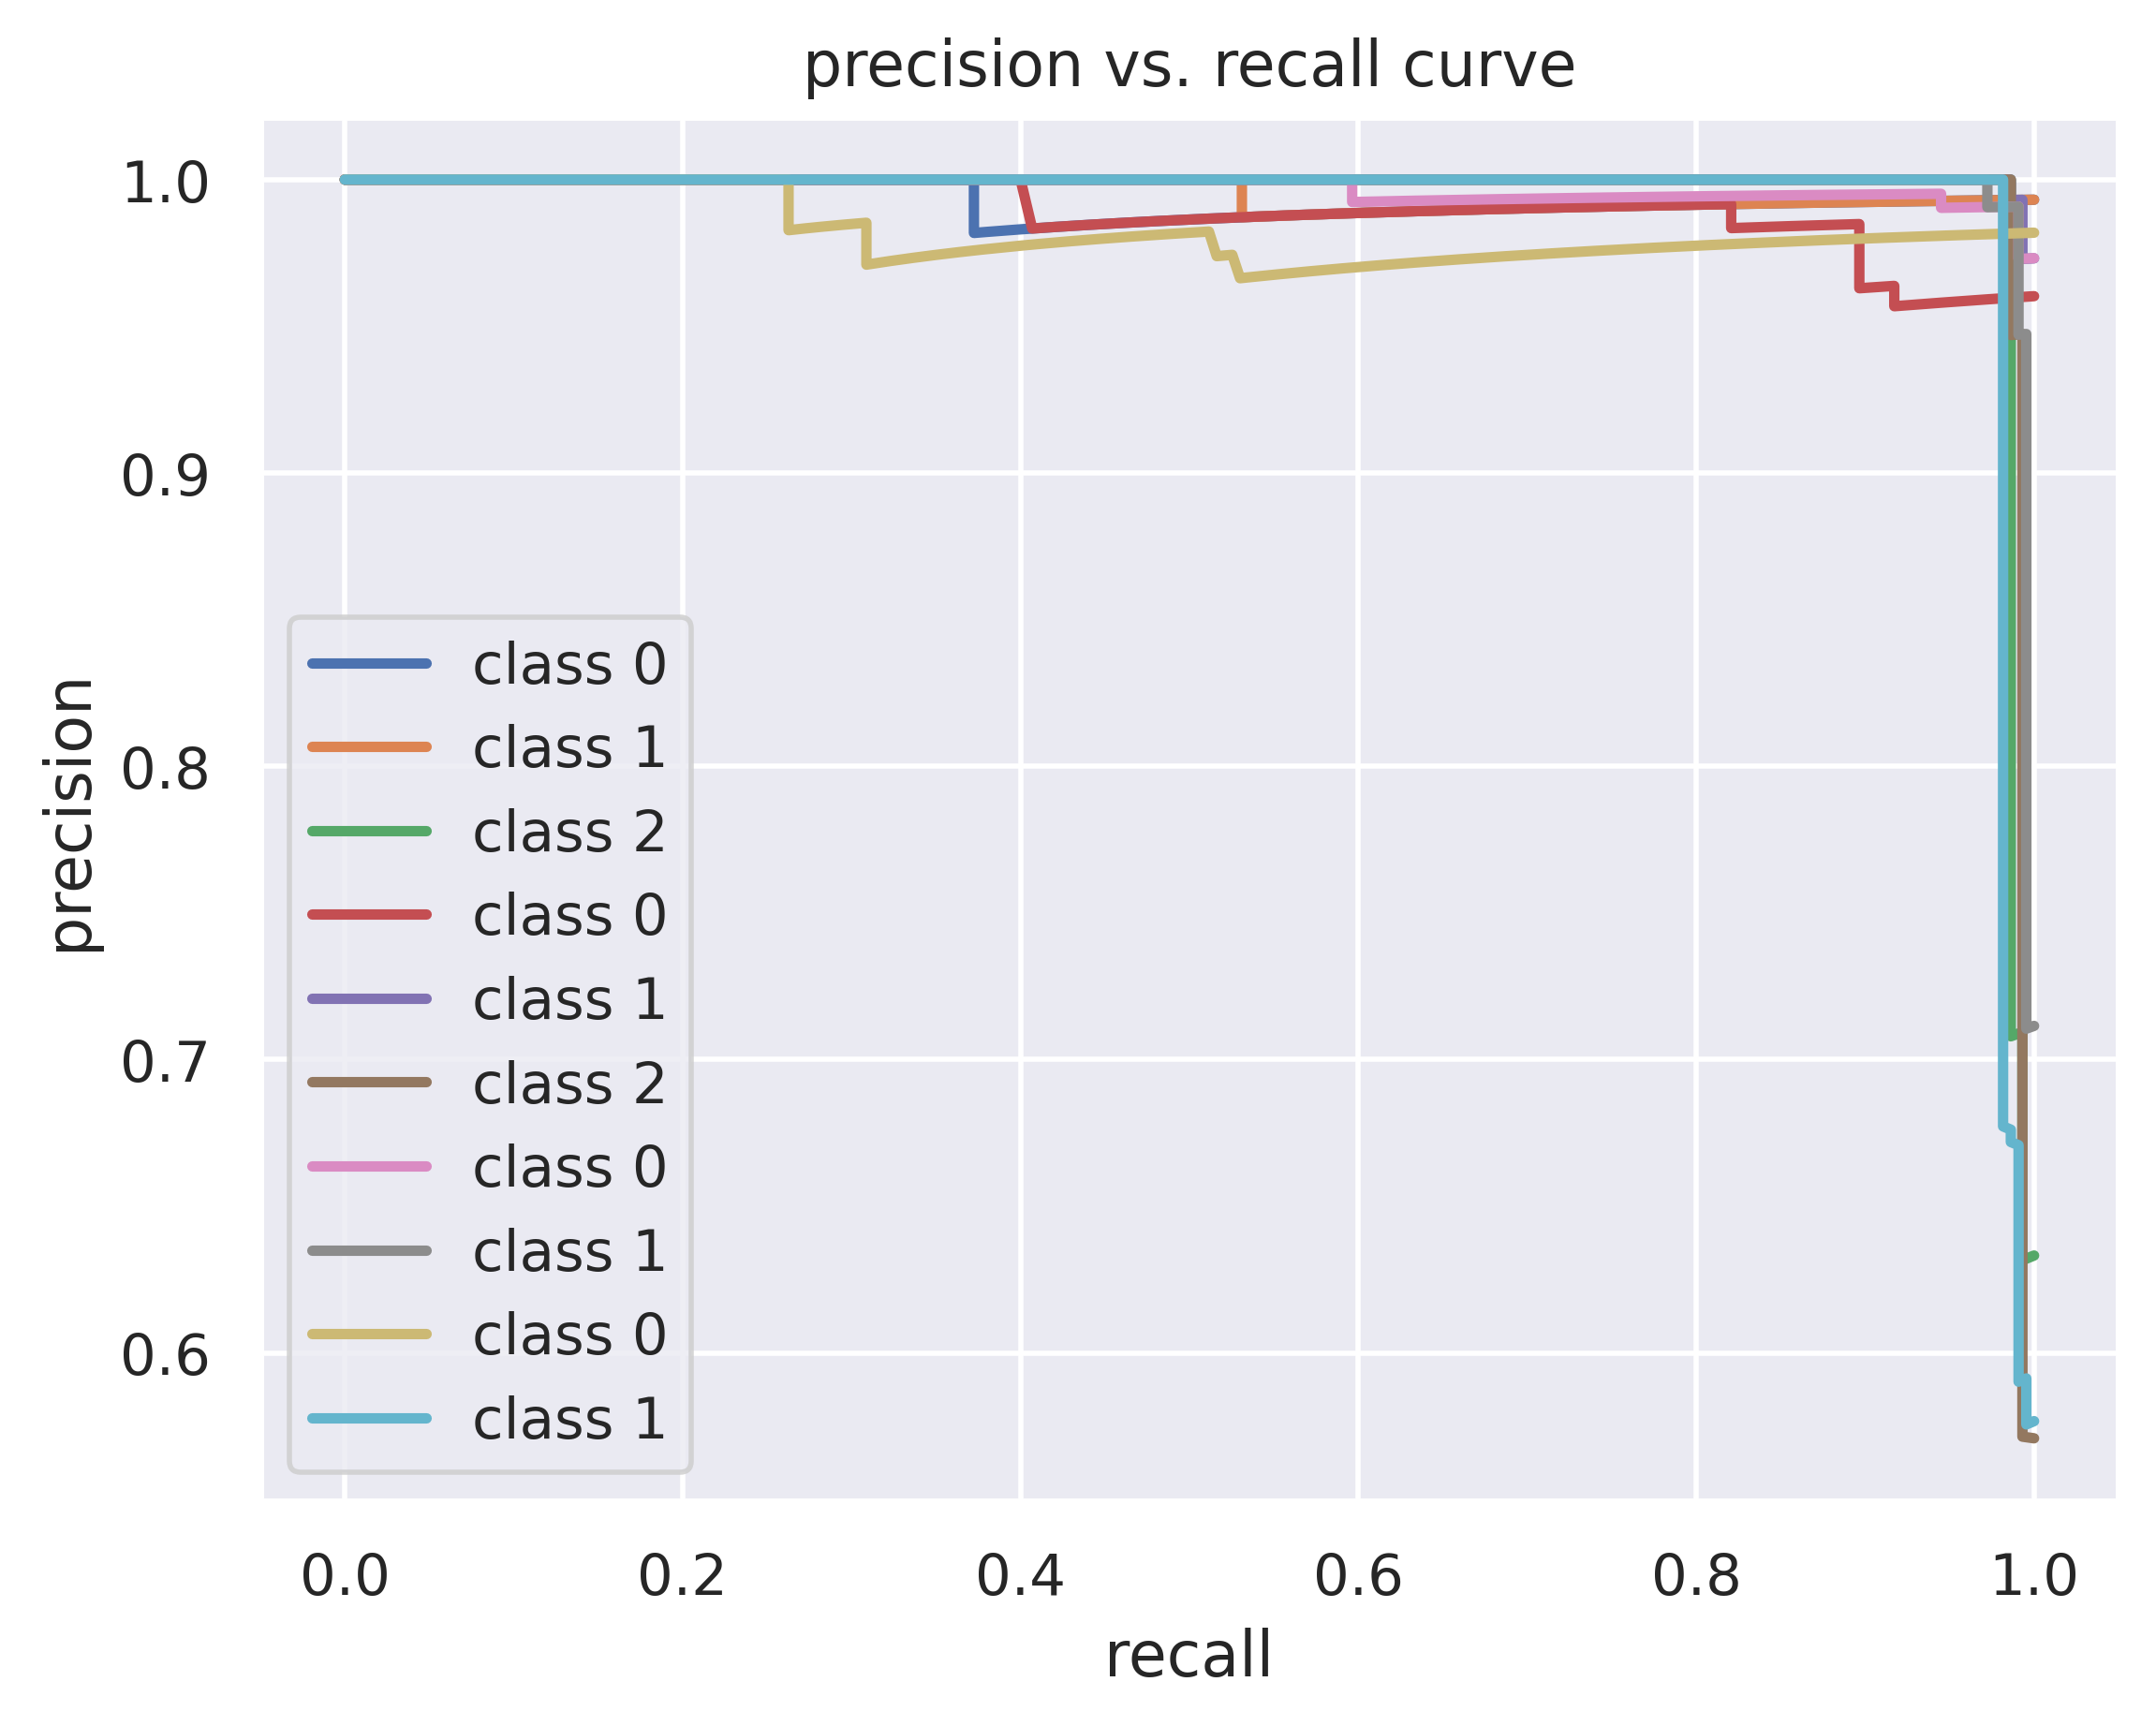 precision vs. recall curve
1.0
0.9
0.8
0.7
0.6
precision
class 0
class 1
class 2
class 0
class 1
class 2
class 0
class 1
class 0
class 1
0.0 0.2 0.4 0.6 0.8 1.0
recall